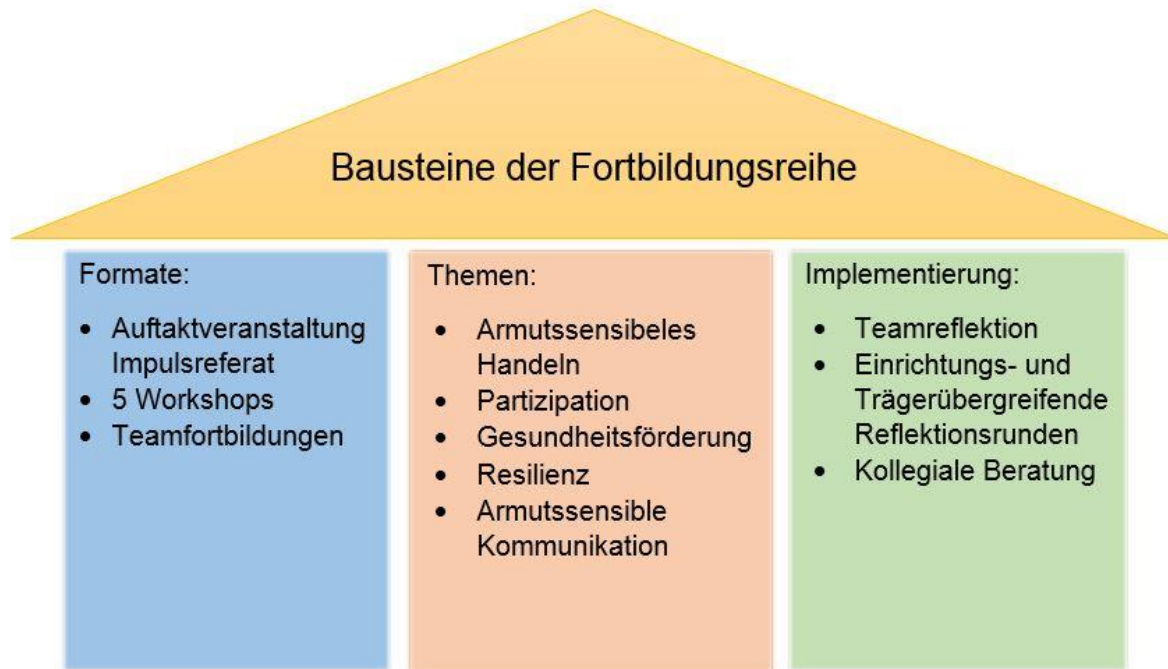 Bausteine der Fortbildungsreihe
Formate:
• Auftaktveranstaltung
Impulsreferat
• 5 Workshops
• Teamfortbildungen
Themen:
• Armutssensibeles
Handeln
• Partizipation
• Gesundheitsförderung
• Resilienz
• Armutssensible
Kommunikation
Implementierung:
• Teamreflektion
• Einrichtungs- und
Trägerübergreifende
Reflektionsrunden
• Kollegiale Beratung